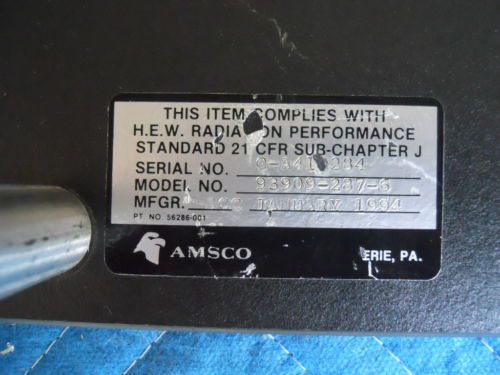 THIS ITEM COMPLIES WITH
H.E.W. RADIATION PERFORMANCE
STANDARD 21 CFR SUB-CHAPTER J
SERIAL NO.
MODEL NO. 93909-287-6
MFGR. JANUARY 1994
PT. NO. 56286-001
AMSCO ERIE, PA.